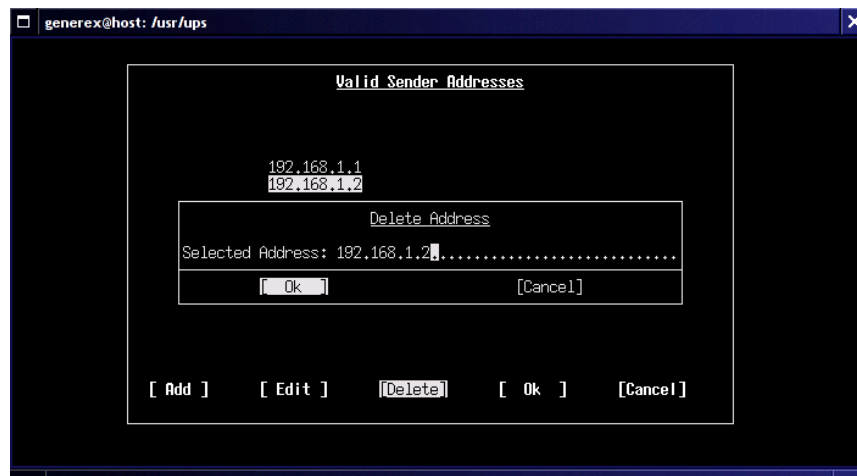 generex@host: /usr/ups
Valid Sender Addresses
192.168.1.1
192.168.1.2
Delete Address
Selected Address: 192.168.1.2............................
[ Ok ] [Cancel]
[ Add ] [ Edit ] [Delete] [ Ok ] [Cancel]